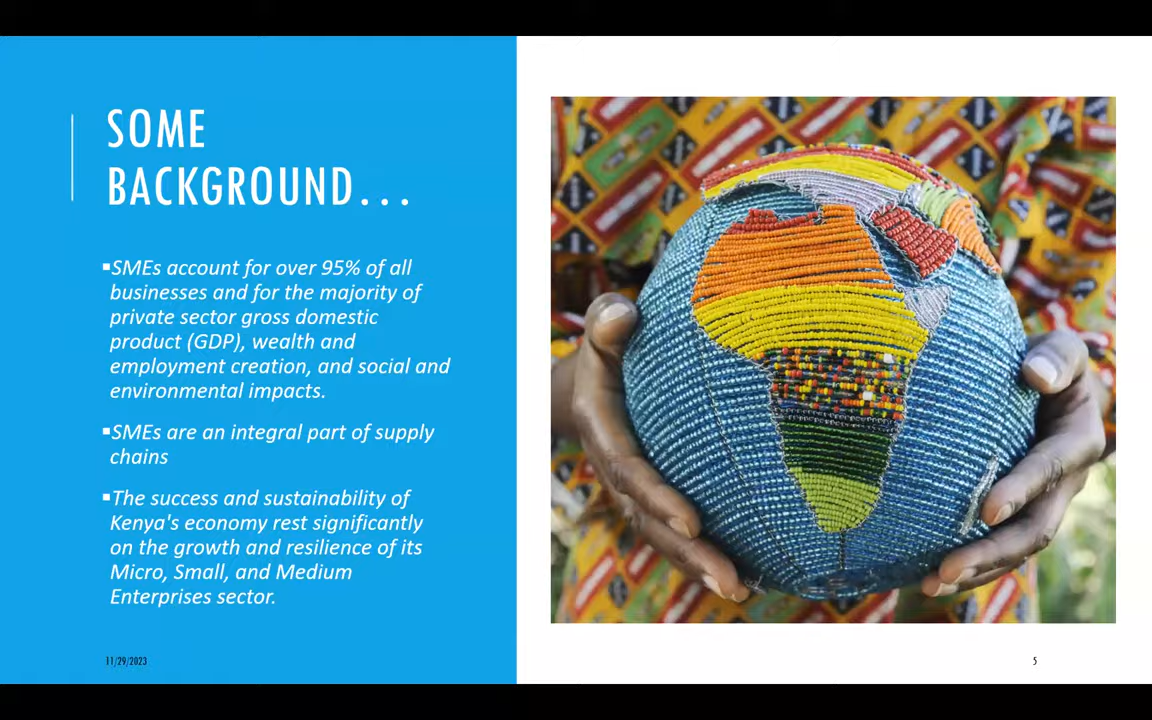 SOME
BACKGROUND...
▪SMEs account for over 95% of all
businesses and for the majority of
private sector gross domestic
product (GDP), wealth and
employment creation, and social and
environmental impacts.
▪SMEs are an integral part of supply
chains
▪The success and sustainability of
Kenya's economy rest significantly
on the growth and resilience of its
Micro, Small, and Medium
Enterprises sector.
11/29/2023
5